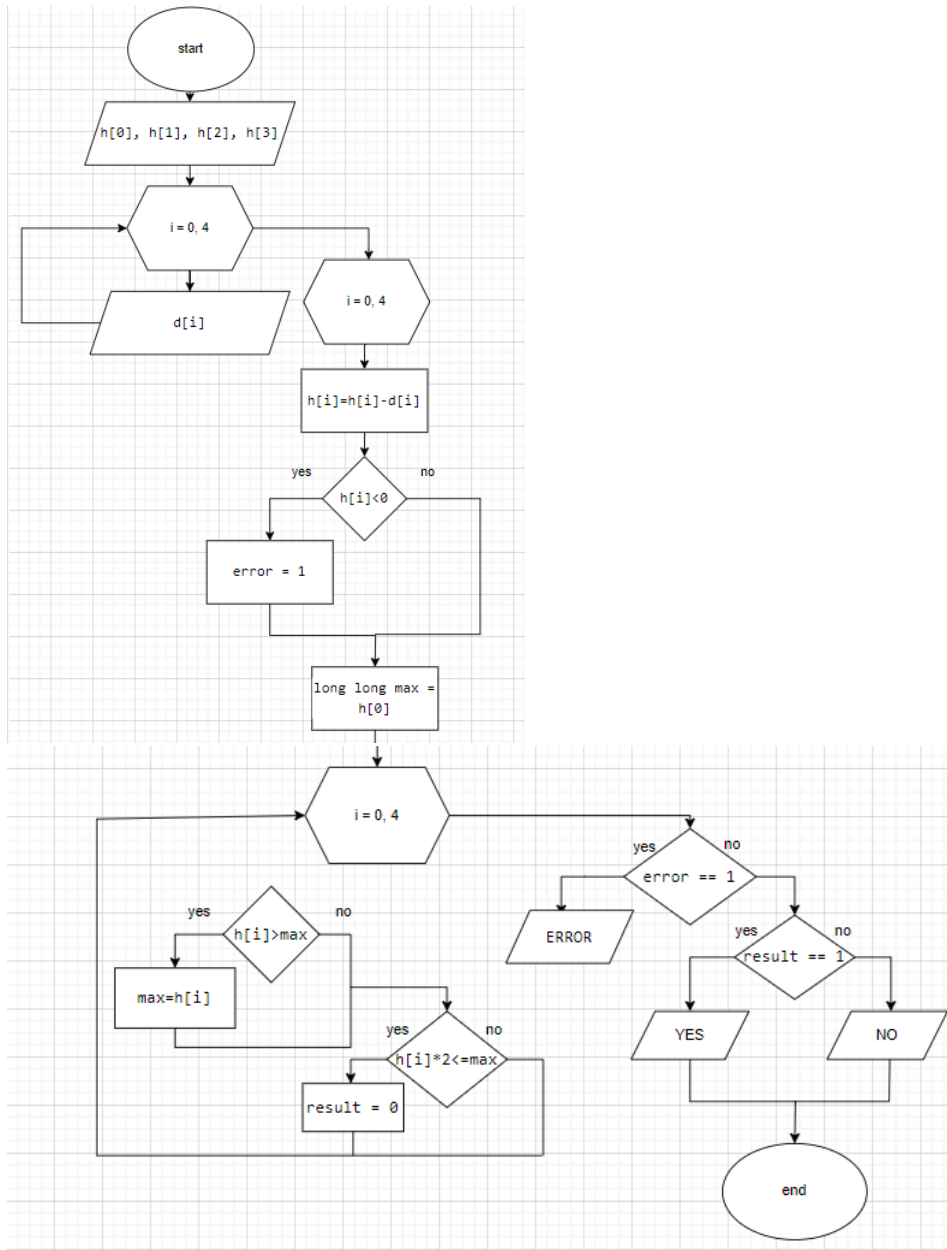 start
h[0], h[1], h[2], h[3]
i = 0, 4
d[i]
i = 0, 4
h[i]=h[i]-d[i]
yes
no
h[i]<0
error = 1
long long max =
h[0]
i = 0, 4
yes
no
error == 1
ERROR
yes
no
result == 1
YES
NO
yes
no
h[i]>max
max=h[i]
yes
no
h[i]*2<=max
result = 0
end